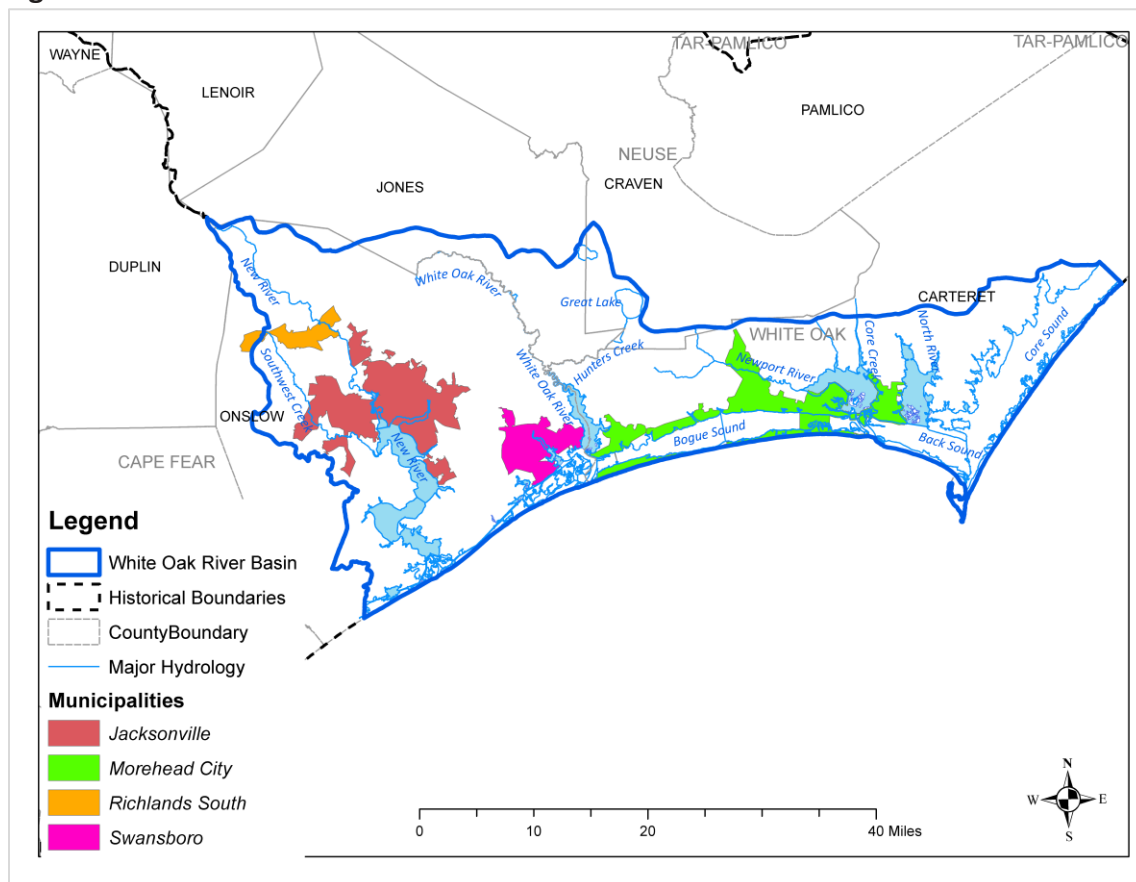 WAYNE
TAR-PAMLICO
TAR-PAMLICO
LENOIR
PAMLICO
NEUSE
JONES
CRAVEN
DUPLIN
New River
White Oak River
Great Lake
CARTERET
WHITE OAK
Core Creek
North River
Core Sound
Southwest Creek
White Oak River
Hunters Creek
Newport River
ONSLOW
New River
Bogue Sound
Back Sound
CAPE FEAR
Legend
White Oak River Basin
Historical Boundaries
CountyBoundary
Major Hydrology
Municipalities
Jacksonville
Morehead City
Richlands South
Swansboro
0 10 20 40 Miles
N
W E
S